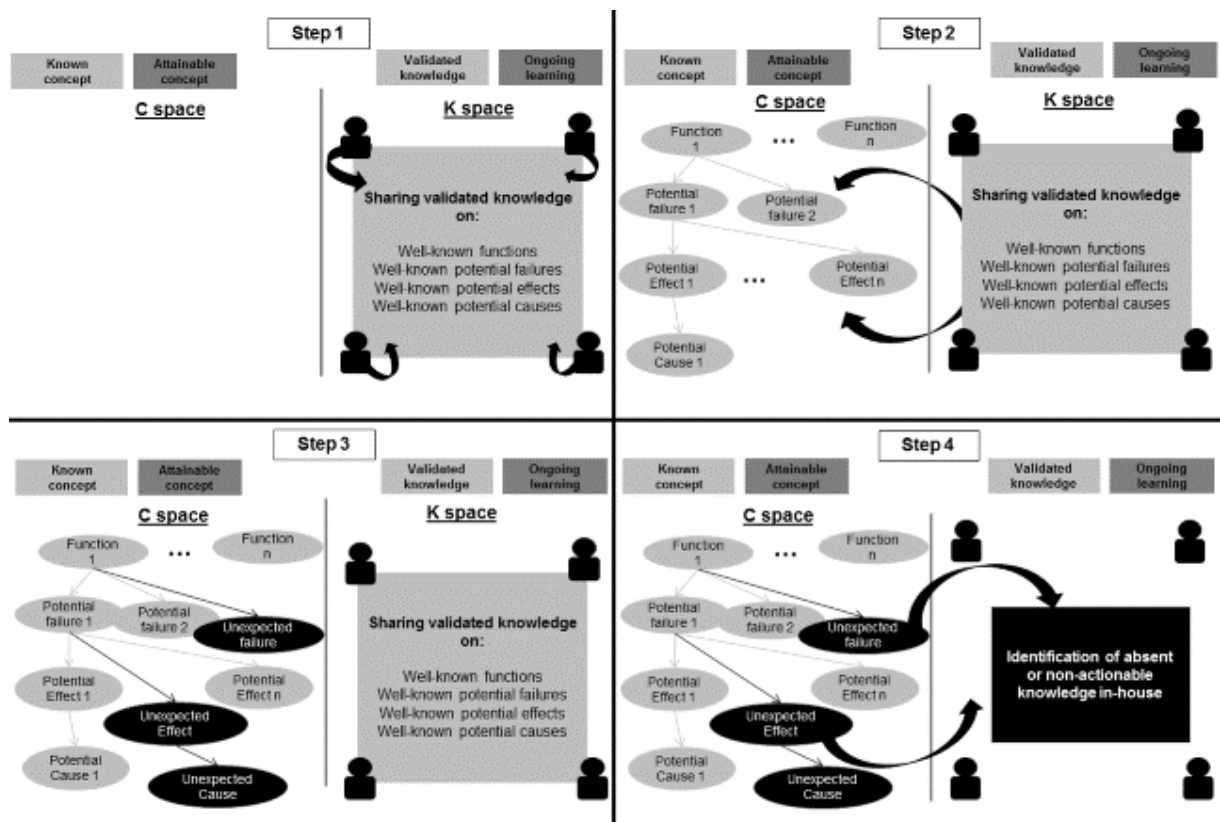 Step 1
Known
concept
Attainable
concept
Validated
knowledge
Ongoing
learning
C space
K space
Sharing validated knowledge
on:
Well-known functions
Well-known potential failures
Well-known potential effects
Well-known potential causes
Step 2
Known
concept
Attainable
concept
Validated
knowledge
Ongoing
learning
C space
K space
Function
1
...
Function
n
Potential
failure 1
Potential
failure 2
Potential
Effect 1
...
Potential
Effect n
Potential
Cause 1
Sharing validated knowledge
on:
Well-known functions
Well-known potential failures
Well-known potential effects
Well-known potential causes
Step 3
Known
concept
Attainable
concept
Validated
knowledge
Ongoing
learning
C space
K space
Function
1
...
Function
n
Potential
failure 1
Potential
failure 2
Unexpected
failure
Potential
Effect 1
Potential
Effect n
Unexpected
Effect
Potential
Cause 1
Unexpected
Cause
Sharing validated knowledge
on:
Well-known functions
Well-known potential failures
Well-known potential effects
Well-known potential causes
Step 4
Known
concept
Attainable
concept
Validated
knowledge
Ongoing
learning
C space
Function
1
...
Function
n
Potential
failure 1
Potential
failure 2
Unexpected
failure
Potential
Effect 1
Potential
Effect n
Unexpected
Effect
Potential
Cause 1
Unexpected
Cause
Identification of absent
or non-actionable
knowledge in-house